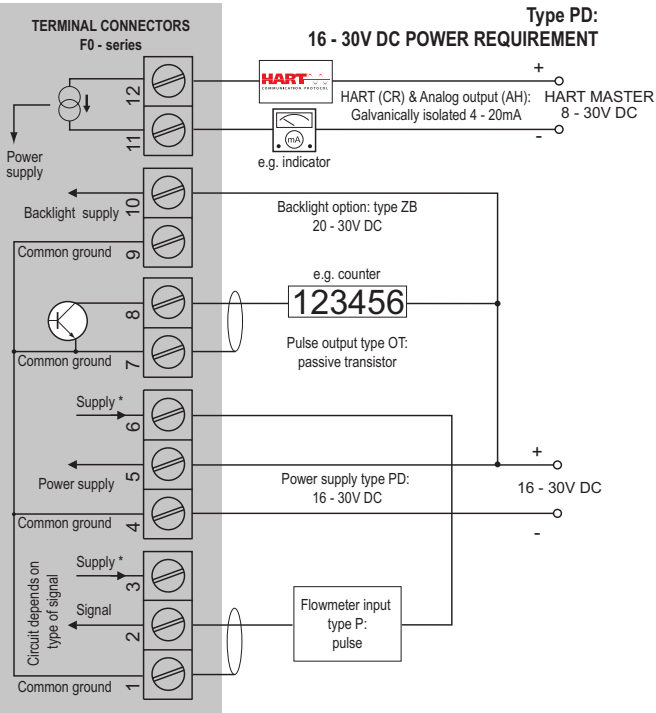 TERMINAL CONNECTORS
F0 - series
Type PD:
16 - 30V DC POWER REQUIREMENT
12
HART
COMMUNICATION PROTOCOL
+
HART (CR) & Analog output (AH):
Galvanically isolated 4 - 20mA
HART MASTER
8 - 30V DC
11
mA
-
e.g. indicator
Power
supply
10
Backlight supply
Backlight option: type ZB
20 - 30V DC
9
Common ground
e.g. counter
8
123456
Pulse output type OT:
passive transistor
7
Common ground
Supply *
6
+
5
Power supply
Power supply type PD:
16 - 30V DC
16 - 30V DC
4
Common ground
-
Circuit depends on
type of signal
Supply *
3
Signal
2
Flowmeter input
type P:
pulse
1
Common ground